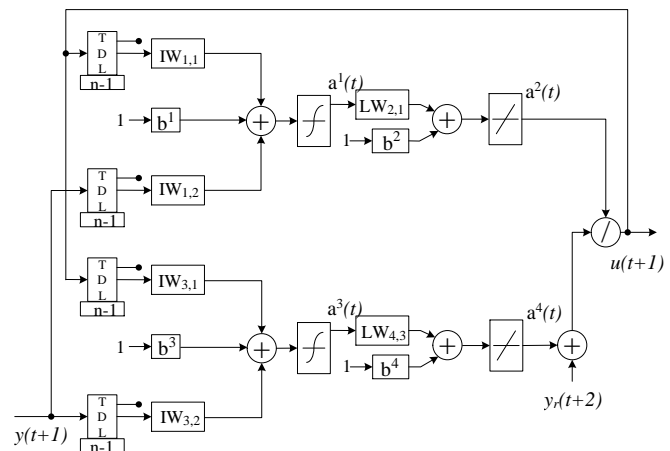 T
D
L
n-1
IW1,1
1
b1
a1(t)
LW2,1
1
b2
a2(t)
T
D
L
n-1
IW1,2
/
u(t+1)
T
D
L
n-1
IW3,1
1
b3
a3(t)
LW4,3
1
b4
a4(t)
yr(t+2)
y(t+1)
T
D
L
n-1
IW3,2